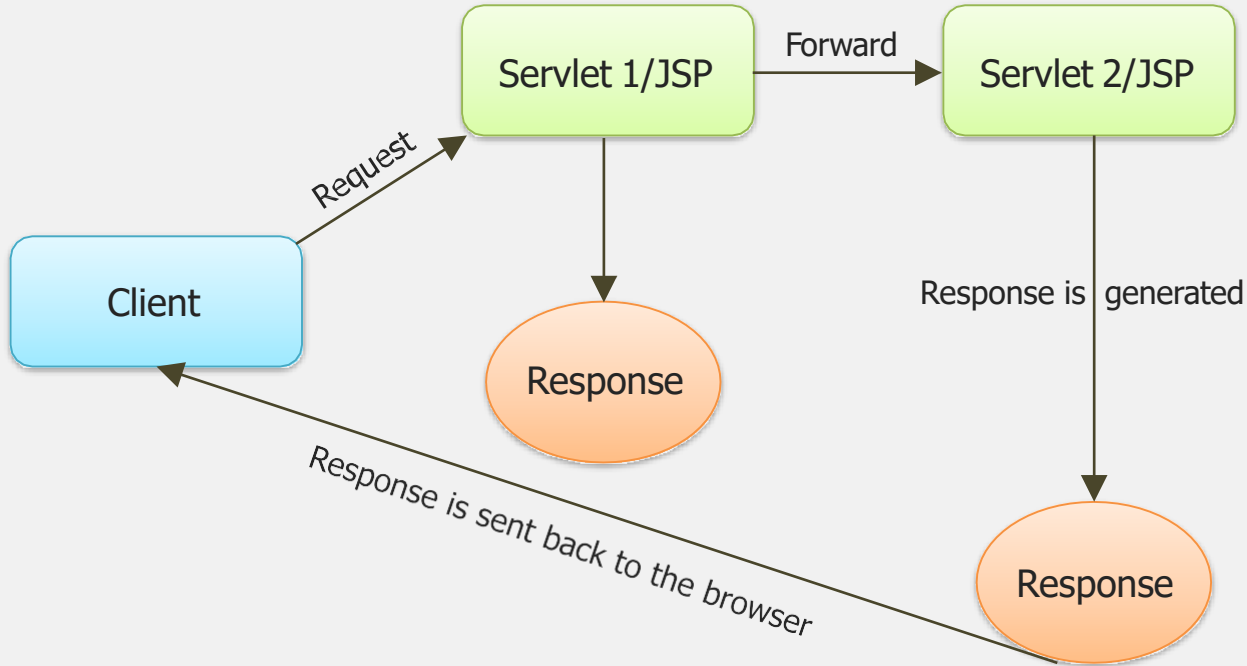 Forward
Servlet 1/JSP
Servlet 2/JSP
Request
Client
Response is generated
Response
Response is sent back to the browser
Response